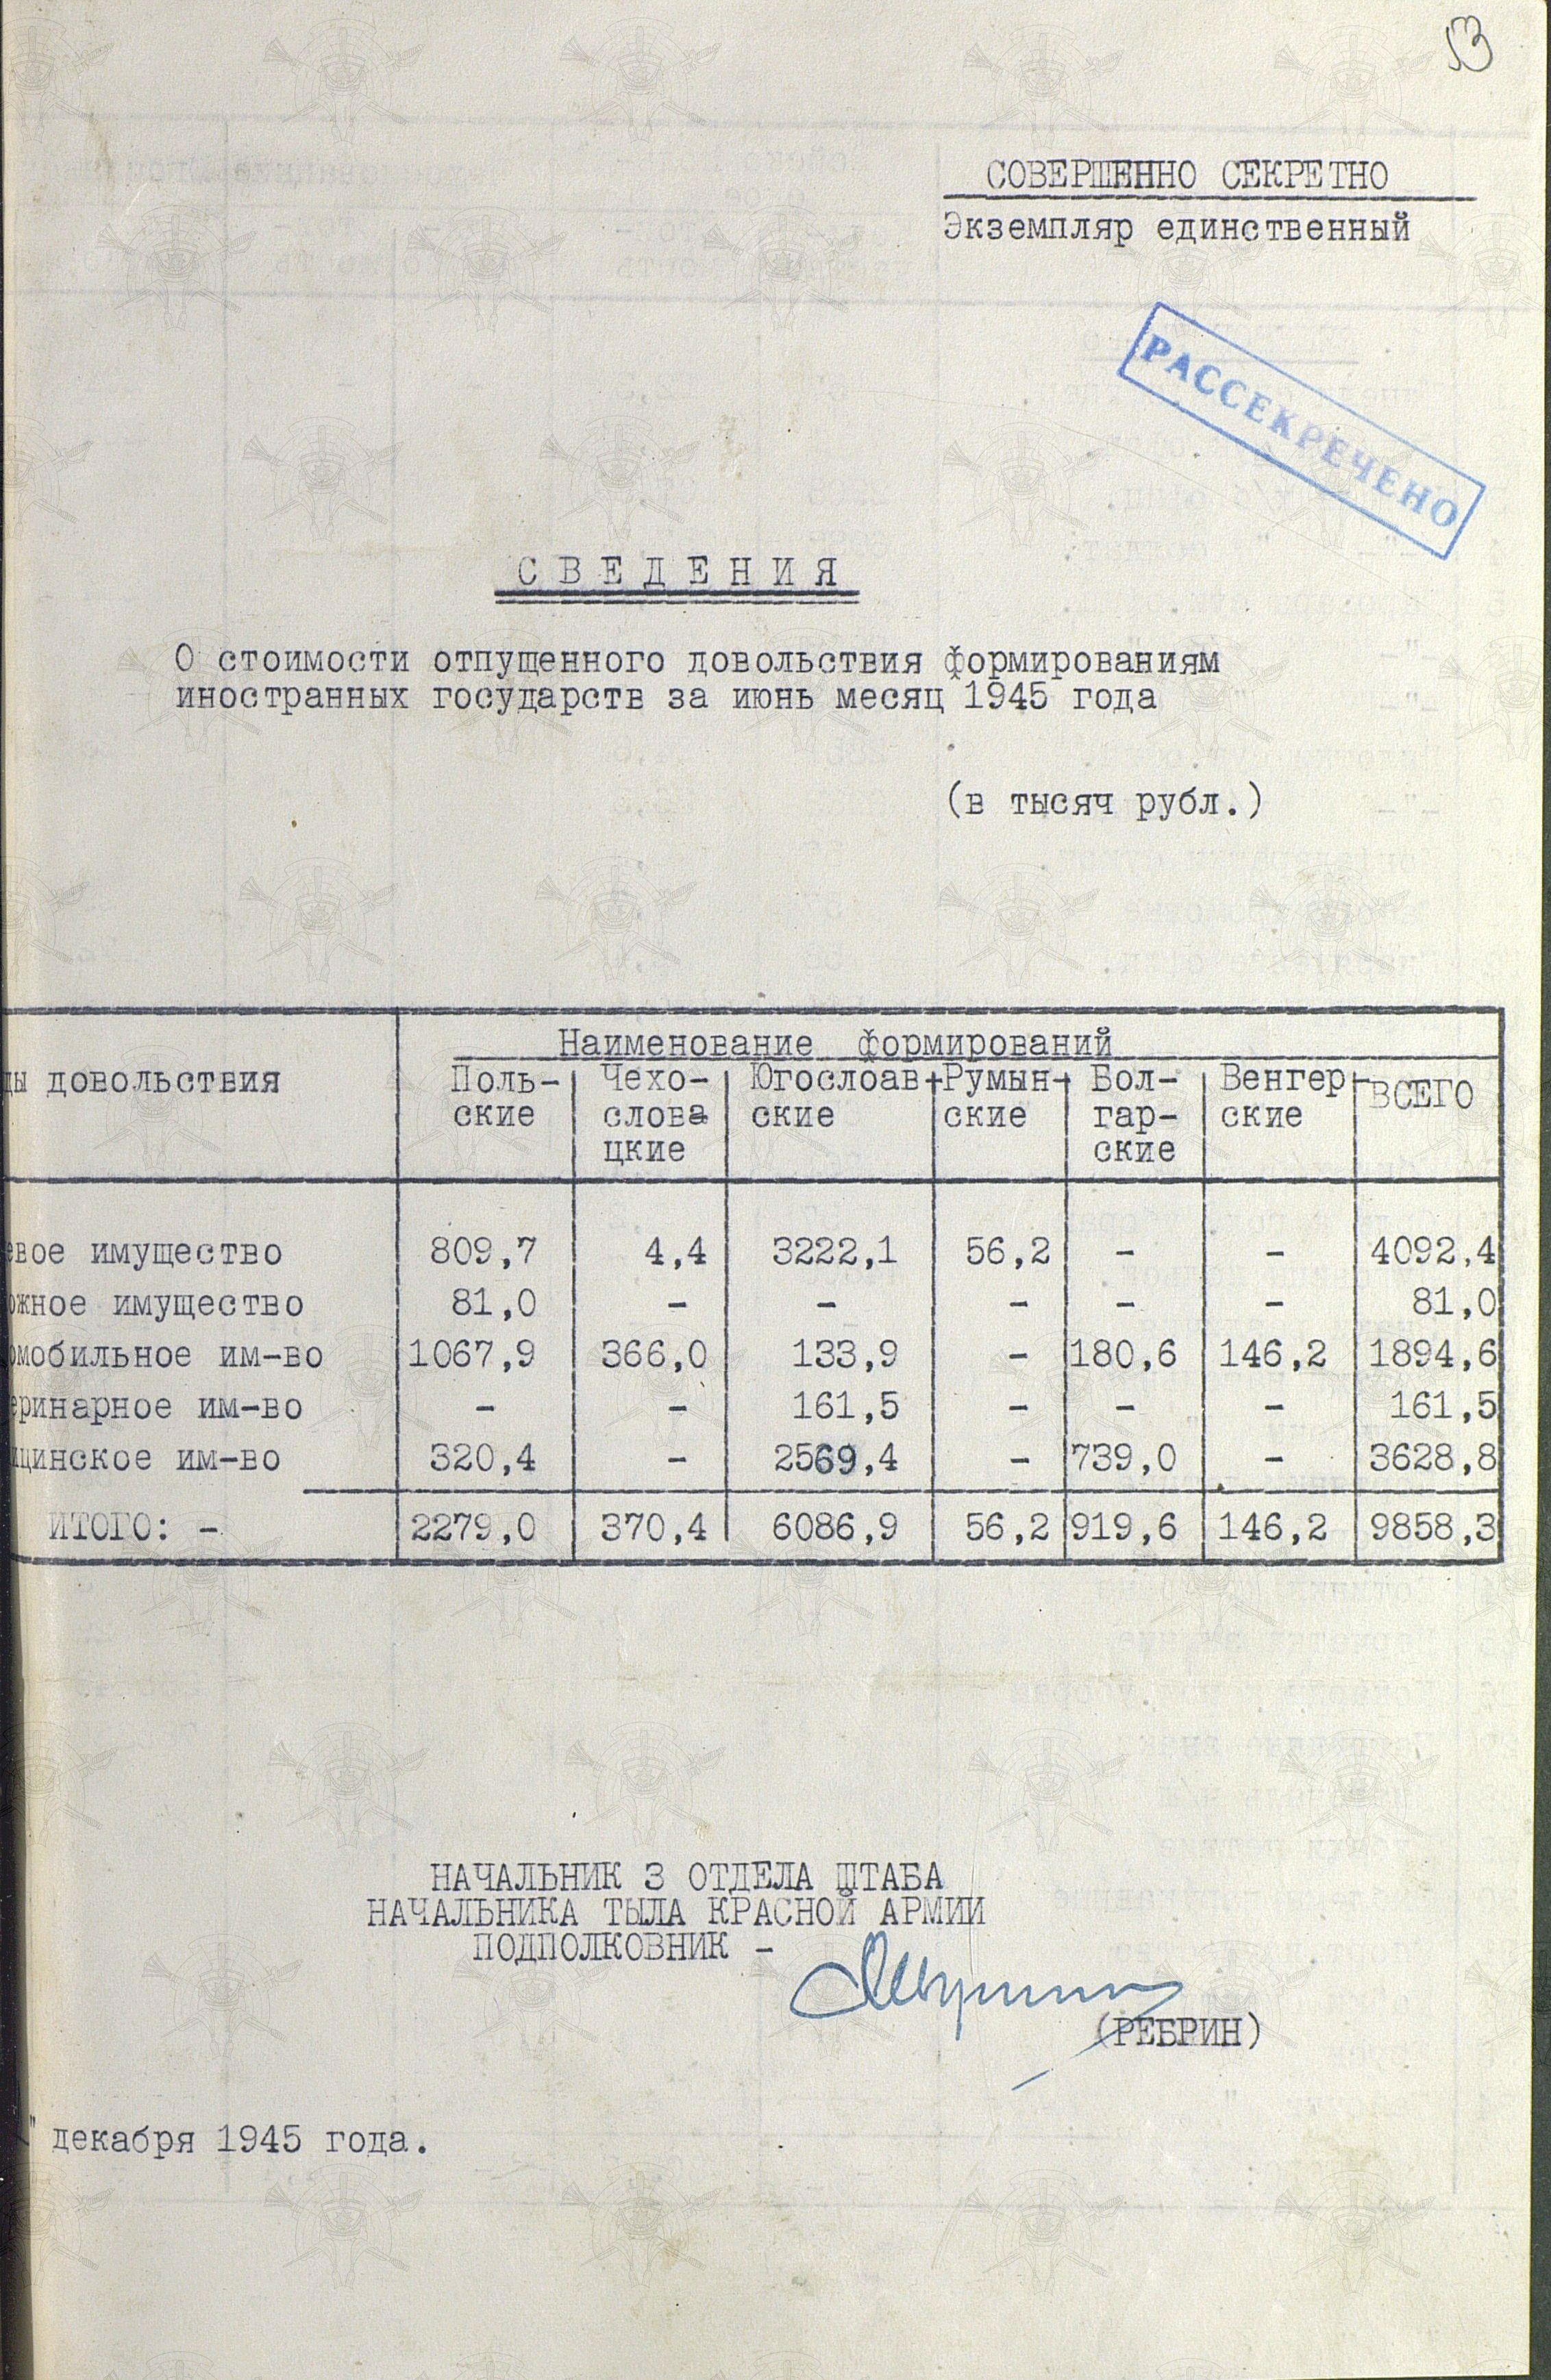 53
СОВЕРШЕННО СЕКРЕТНО
Экземпляр единственный
РАССЕКРЕЧЕНО
СВЕДЕНИЯ
О стоимости отпущенного довольствия формированиям
иностранных государств за июнь месяц 1945 года
(в тысяч рубл.)
Наименование формирований
ды довольствия Поль- Чехо- Югослоав- Румын- Бол- Венгер- ВСЕГО
ские слова ские ские гар- ские
цкие ские
евое имущество 809,7 4,4 3222,1 56,2 - - 4092,4
ожное имущество 81,0 - - - - - 81,0
омобильное им-во 1067,9 366,0 133,9 - 180,6 146,2 1894,6
еринарное им-во - - 161,5 - - - 161,5
ицинское им-во 320,4 - 2569,4 - 739,0 - 3628,8
ИТОГО: - 2279,0 370,4 6086,9 56,2 919,6 146,2 9858,3
НАЧАЛЬНИК 3 ОТДЕЛА ШТАБА
НАЧАЛЬНИКА ТЫЛА КРАСНОЙ АРМИИ
ПОДПОЛКОВНИК -
(РЕБРИН)
" декабря 1945 года.